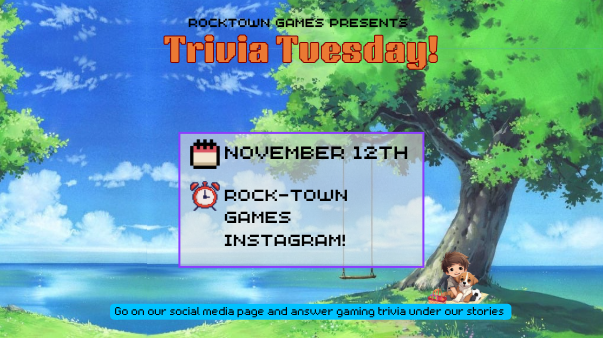 ROCKTOWN GAMES PRESENTS
Trivia Tuesday!
NOVEMBER 12TH
ROCK-TOWN
GAMES
INSTAGRAM!
Go on our social media page and answer gaming trivia under our stories